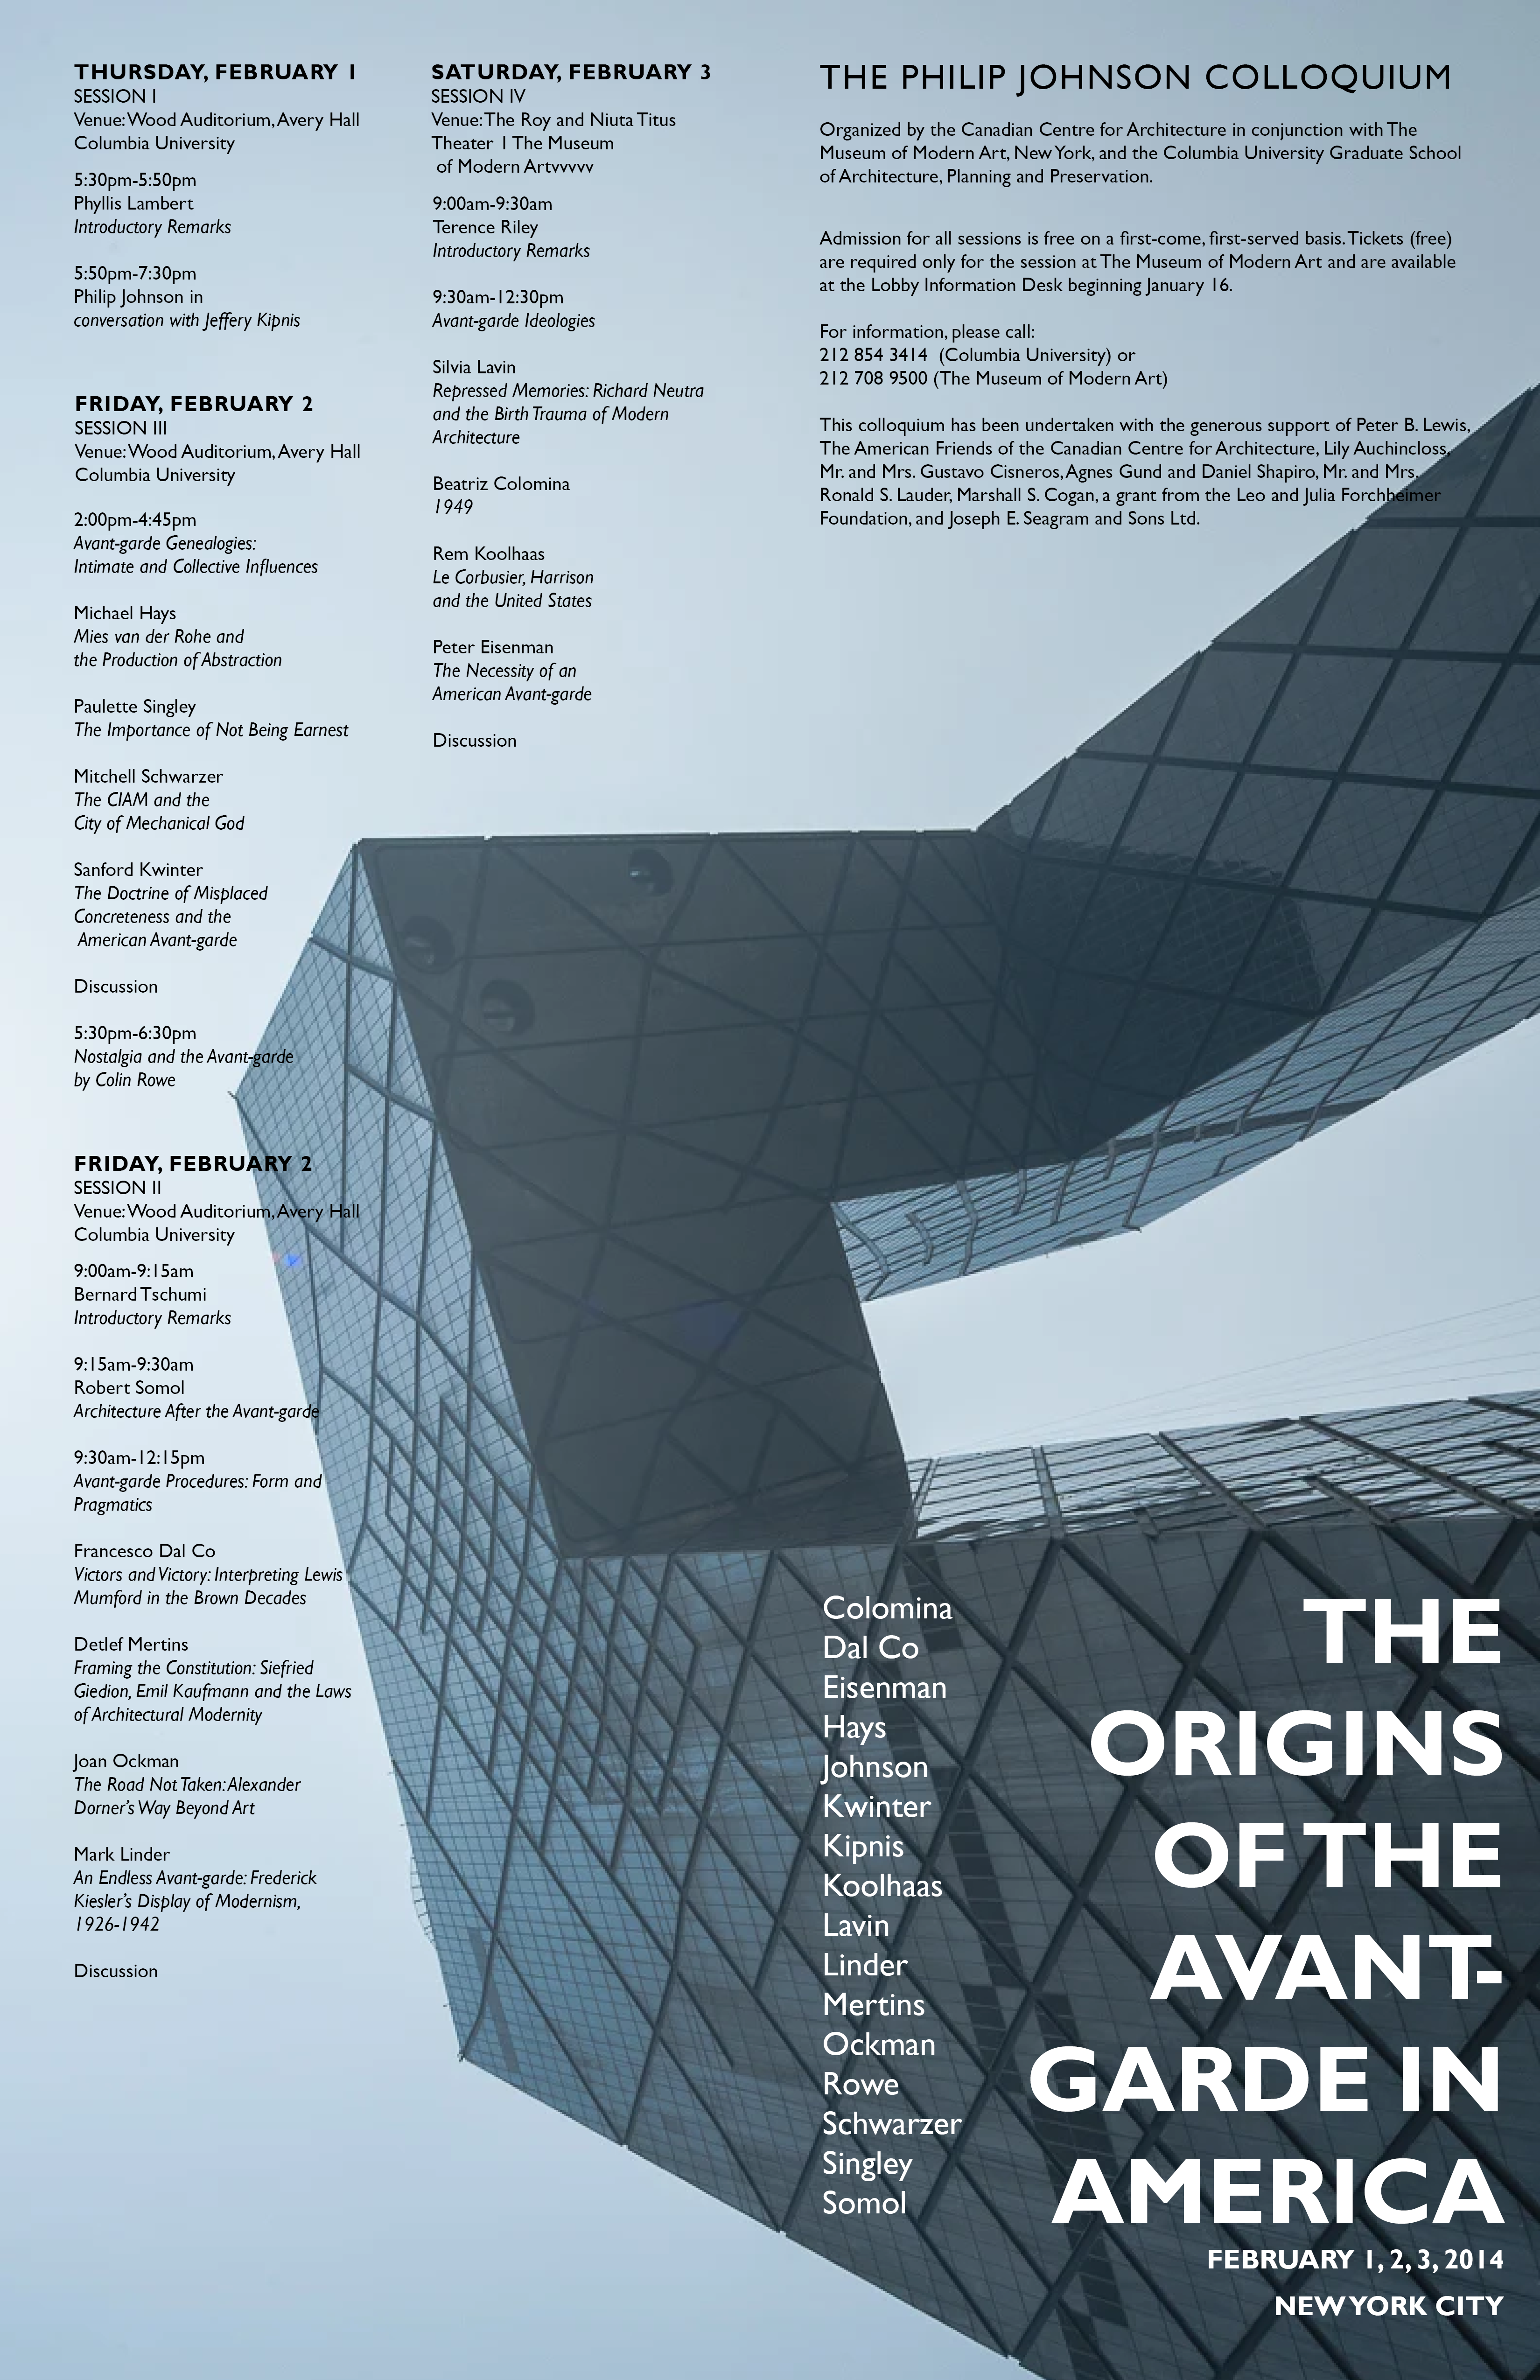 THURSDAY, FEBRUARY 1
SESSION I
Venue: Wood Auditorium, Avery Hall
Columbia University
5:30pm-5:50pm
Phyllis Lambert
Introductory Remarks
5:50pm-7:30pm
Philip Johnson in
conversation with Jeffery Kipnis
FRIDAY, FEBRUARY 2
SESSION III
Venue: Wood Auditorium, Avery Hall
Columbia University
2:00pm-4:45pm
Avant-garde Genealogies:
Intimate and Collective Influences
Michael Hays
Mies van der Rohe and
the Production of Abstraction
Paulette Singley
The Importance of Not Being Earnest
Mitchell Schwarzer
The CIAM and the
City of Mechanical God
Sanford Kwinter
The Doctrine of Misplaced
Concreteness and the
American Avant-garde
Discussion
5:30pm-6:30pm
Nostalgia and the Avant-garde
by Colin Rowe
FRIDAY, FEBRUARY 2
SESSION II
Venue: Wood Auditorium, Avery Hall
Columbia University
9:00am-9:15am
Bernard Tschumi
Introductory Remarks
9:15am-9:30am
Robert Somol
Architecture After the Avant-garde
9:30am-12:15pm
Avant-garde Procedures: Form and
Pragmatics
Francesco Dal Co
Victors and Victory: Interpreting Lewis
Mumford in the Brown Decades
Detlef Mertins
Framing the Constitution: Siefried
Giedion, Emil Kaufmann and the Laws
of Architectural Modernity
Joan Ockman
The Road Not Taken: Alexander
Dorner's Way Beyond Art
Mark Linder
An Endless Avant-garde: Frederick
Kiesler's Display of Modernism,
1926-1942
Discussion
SATURDAY, FEBRUARY 3
SESSION IV
Venue: The Roy and Niuta Titus
Theater 1 The Museum
of Modern Artvvvvv
9:00am-9:30am
Terence Riley
Introductory Remarks
9:30am-12:30pm
Avant-garde Ideologies
Silvia Lavin
Repressed Memories: Richard Neutra
and the Birth Trauma of Modern
Architecture
Beatriz Colomina
1949
Rem Koolhaas
Le Corbusier, Harrison
and the United States
Peter Eisenman
The Necessity of an
American Avant-garde
Discussion
THE PHILIP JOHNSON COLLOQUIUM
Organized by the Canadian Centre for Architecture in conjunction with The
Museum of Modern Art, New York, and the Columbia University Graduate School
of Architecture, Planning and Preservation.
Admission for all sessions is free on a first-come, first-served basis. Tickets (free)
are required only for the session at The Museum of Modern Art and are available
at the Lobby Information Desk beginning January 16.
For information, please call:
212 854 3414 (Columbia University) or
212 708 9500 (The Museum of Modern Art)
This colloquium has been undertaken with the generous support of Peter B. Lewis,
The American Friends of the Canadian Centre for Architecture, Lily Auchincloss,
Mr. and Mrs. Gustavo Cisneros, Agnes Gund and Daniel Shapiro, Mr. and Mrs.
Ronald S. Lauder, Marshall S. Cogan, a grant from the Leo and Julia Forchheimer
Foundation, and Joseph E. Seagram and Sons Ltd.
Colomina
Dal Co
Eisenman
Hays
Johnson
Kwinter
Kipnis
Koolhaas
Lavin
Linder
Mertins
Ockman
Rowe
Schwarzer
Singley
Somol
THE
ORIGINS
OF THE
AVANT-
GARDE IN
AMERICA
FEBRUARY 1, 2, 3, 2014
NEW YORK CITY